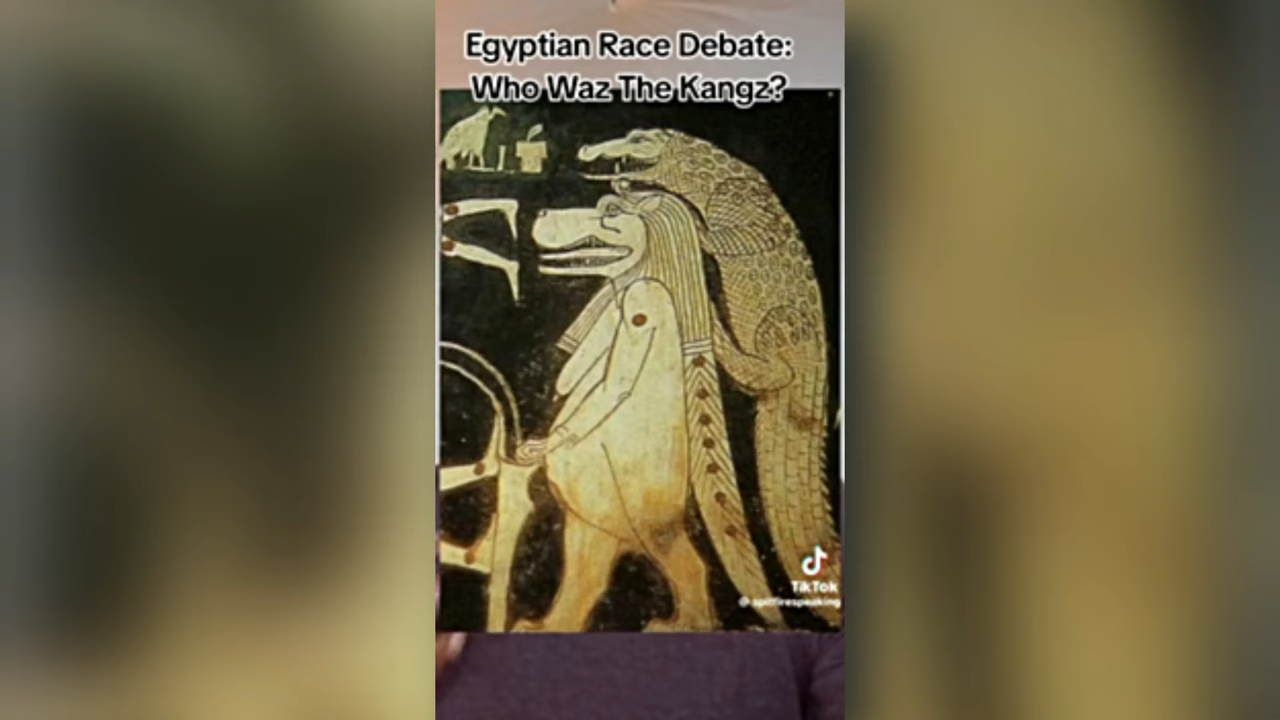 Egyptian Race Debate:
Who Waz The Kangz?
TikTok
@spitfirespeaking